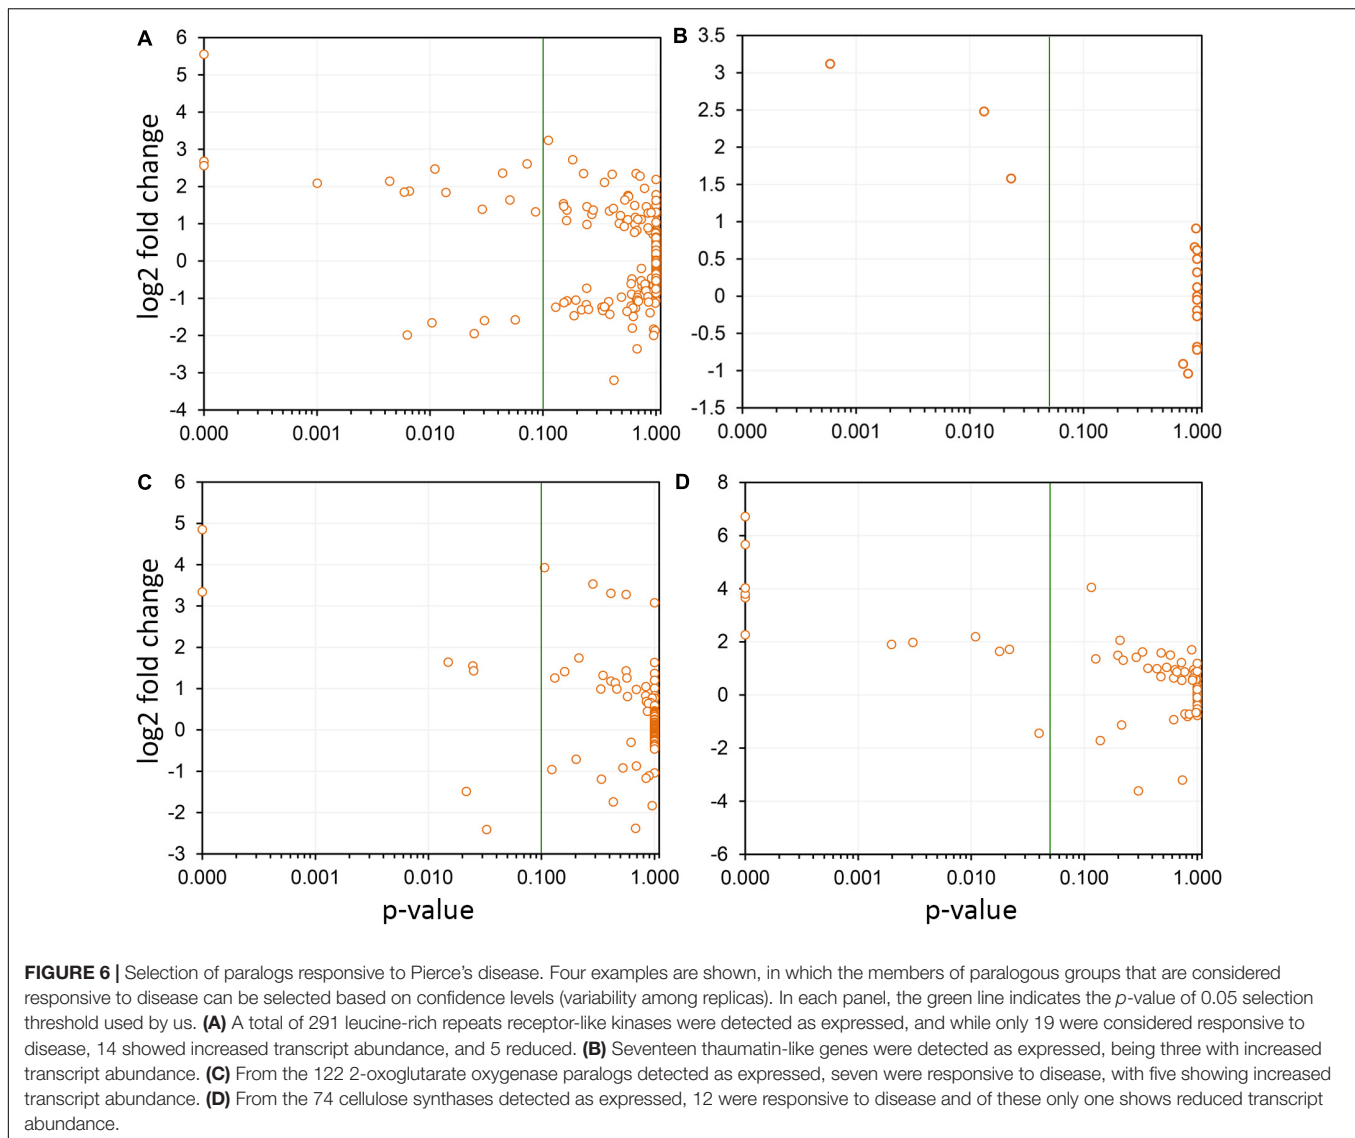 A
6
5
4
3
2
1
0
-1
-2
-3
-4
log2 fold change
0.000 0.001 0.010 0.100 1.000
B
3.5
3
2.5
2
1.5
1
0.5
0
-0.5
-1
-1.5
0.000 0.001 0.010 0.100 1.000
C
6
5
4
3
2
1
0
-1
-2
-3
log2 fold change
0.000 0.001 0.010 0.100 1.000
p-value
D
8
6
4
2
0
-2
-4
-6
0.000 0.001 0.010 0.100 1.000
p-value
FIGURE 6 | Selection of paralogs responsive to Pierce's disease. Four examples are shown, in which the members of paralogous groups that are considered
responsive to disease can be selected based on confidence levels (variability among replicas). In each panel, the green line indicates the p-value of 0.05 selection
threshold used by us. (A) A total of 291 leucine-rich repeats receptor-like kinases were detected as expressed, and while only 19 were considered responsive to
disease, 14 showed increased transcript abundance, and 5 reduced. (B) Seventeen thaumatin-like genes were detected as expressed, being three with increased
transcript abundance. (C) From the 122 2-oxoglutarate oxygenase paralogs detected as expressed, seven were responsive to disease, with five showing increased
transcript abundance. (D) From the 74 cellulose synthases detected as expressed, 12 were responsive to disease and of these only one shows reduced transcript
abundance.